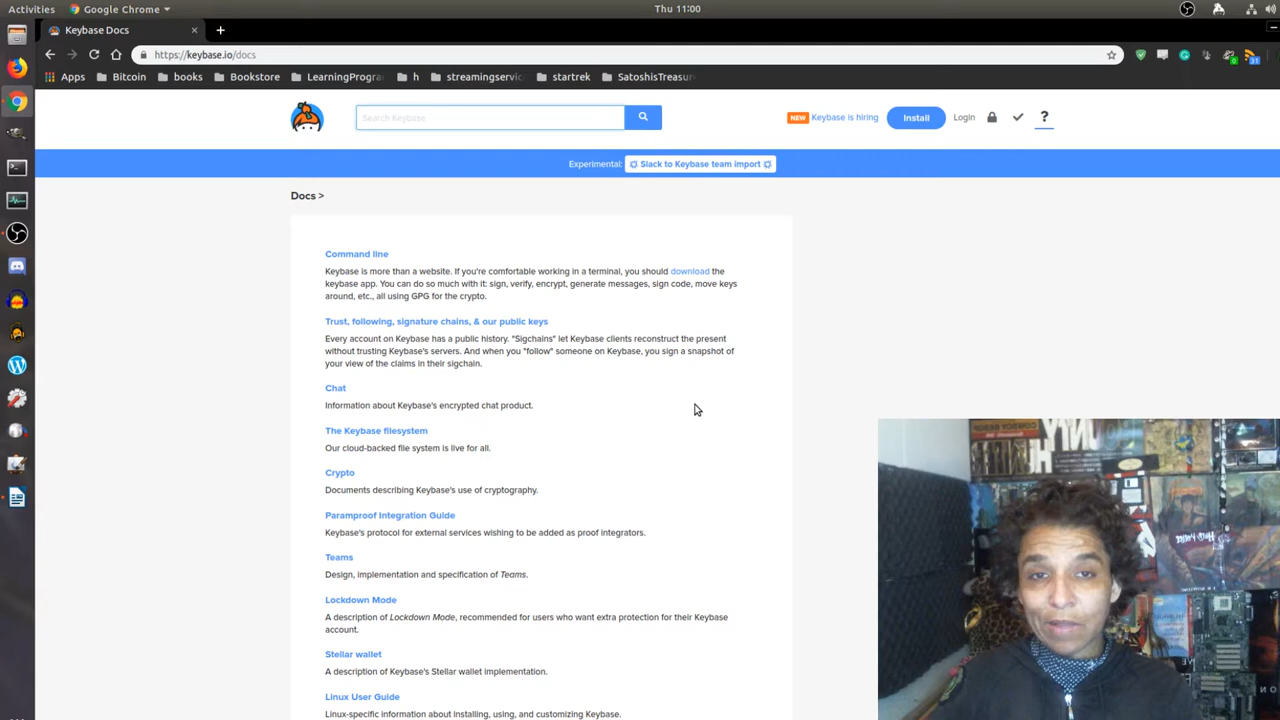 Activities Google Chrome Thu 11:00
Keybase Docs
https://keybase.io/docs
Apps Bitcoin books Bookstore LearningProgra h streamingservic startrek SatoshisTreasur
Search Keybase NEW Keybase is hiring Install Login ?
Experimental: Slack to Keybase team import
Docs >
Command line
Keybase is more than a website. If you're comfortable working in a terminal, you should download the
keybase app. You can do so much with it: sign, verify, encrypt, generate messages, sign code, move keys
around, etc., all using GPG for the crypto.
Trust, following, signature chains, & our public keys
Every account on Keybase has a public history. "Sigchains" let Keybase clients reconstruct the present
without trusting Keybase's servers. And when you "follow" someone on Keybase, you sign a snapshot of
your view of the claims in their sigchain.
Chat
Information about Keybase's encrypted chat product.
The Keybase filesystem
Our cloud-backed file system is live for all.
Crypto
Documents describing Keybase's use of cryptography.
Paramproof Integration Guide
Keybase's protocol for external services wishing to be added as proof integrators.
Teams
Design, implementation and specification of Teams.
Lockdown Mode
A description of Lockdown Mode, recommended for users who want extra protection for their Keybase
account.
Stellar wallet
A description of Keybase's Stellar wallet implementation.
Linux User Guide
Linux-specific information about installing, using, and customizing Keybase.